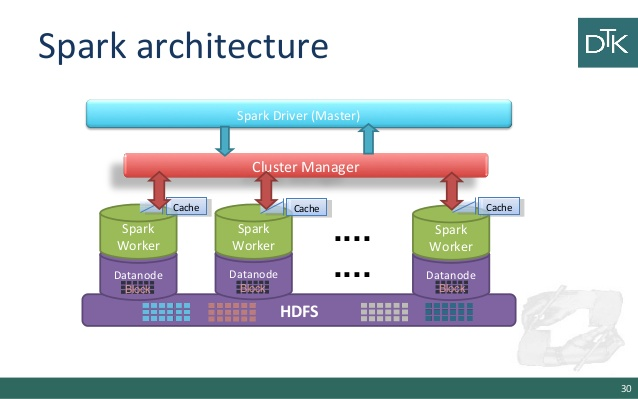 Spark architecture
DTK
Spark Driver (Master)
Cluster Manager
Cache
Cache
Cache
Spark
Worker
Spark
Worker
....
Spark
Worker
Datanode
Block
Datanode
Block
....
Datanode
Block
HDFS
30